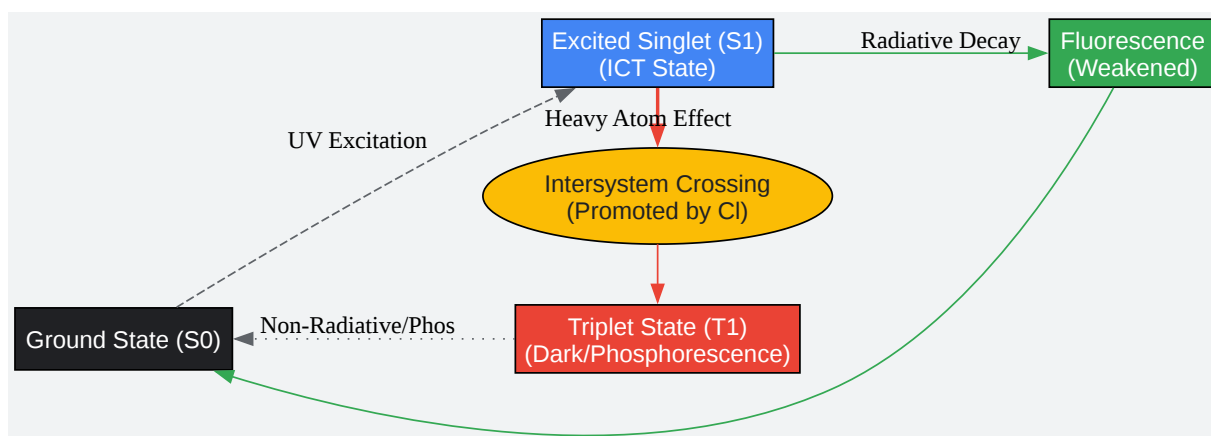 Excited Singlet (S1)
(ICT State)
Radiative Decay
Fluorescence
(Weakened)
UV Excitation
Heavy Atom Effect
Intersystem Crossing
(Promoted by Cl)
Ground State (S0)
Non-Radiative/Phos
Triplet State (T1)
(Dark/Phosphorescence)